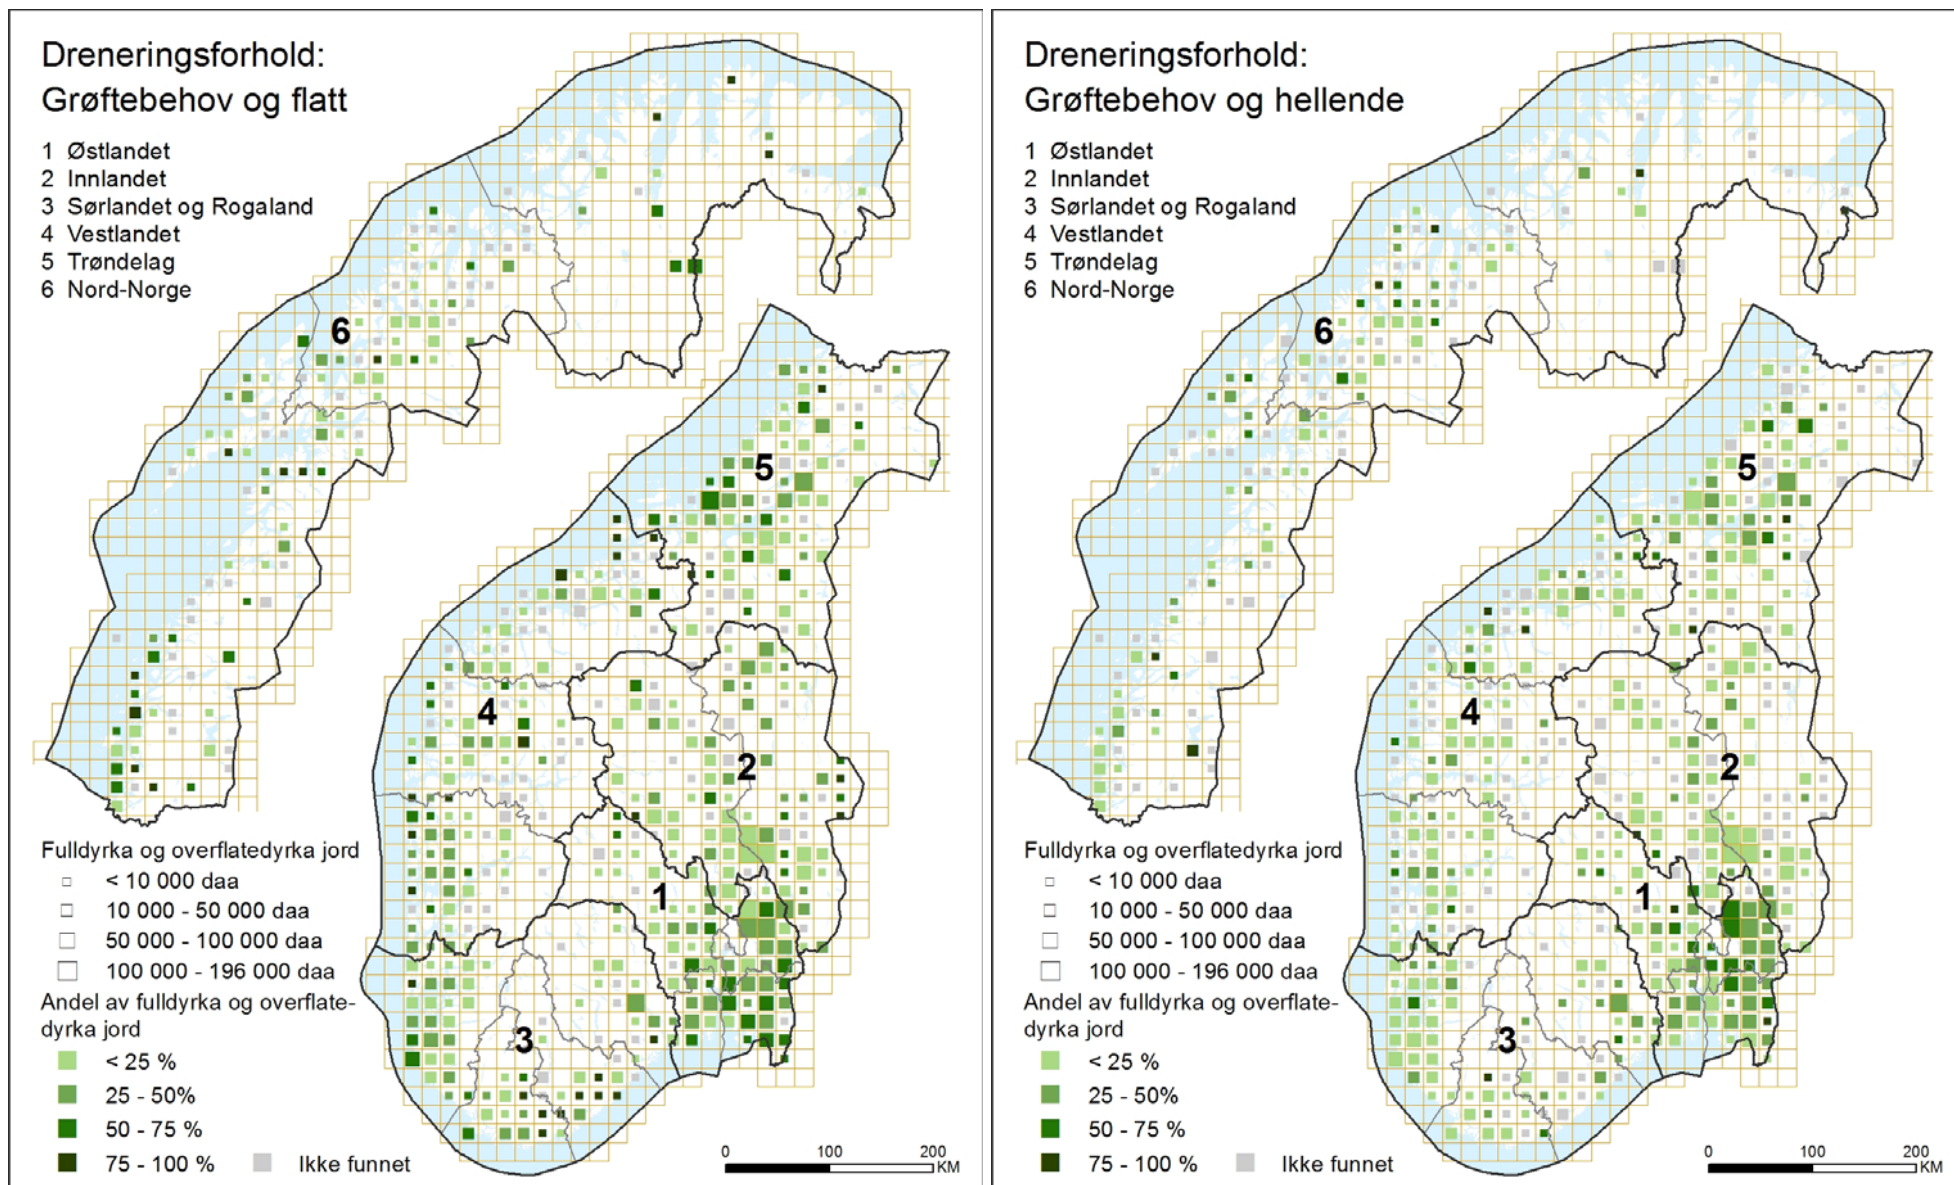 Dreneringsforhold:
Grøftebehov og flatt
1 Østlandet
2 Innlandet
3 Sørlandet og Rogaland
4 Vestlandet
5 Trøndelag
6 Nord-Norge
6
5
4
2
1
3
Fulldyrka og overflatedyrka jord
< 10 000 daa
10 000 - 50 000 daa
50 000 - 100 000 daa
100 000 - 196 000 daa
Andel av fulldyrka og overflate-
dyrka jord
< 25 %
25 - 50%
50 - 75 %
75 - 100 %
Ikke funnet
0 100 200
KM
Dreneringsforhold:
Grøftebehov og hellende
1 Østlandet
2 Innlandet
3 Sørlandet og Rogaland
4 Vestlandet
5 Trøndelag
6 Nord-Norge
6
5
4
2
1
3
Fulldyrka og overflatedyrka jord
< 10 000 daa
10 000 - 50 000 daa
50 000 - 100 000 daa
100 000 - 196 000 daa
Andel av fulldyrka og overflate-
dyrka jord
< 25 %
25 - 50%
50 - 75 %
75 - 100 %
Ikke funnet
0 100 200
KM